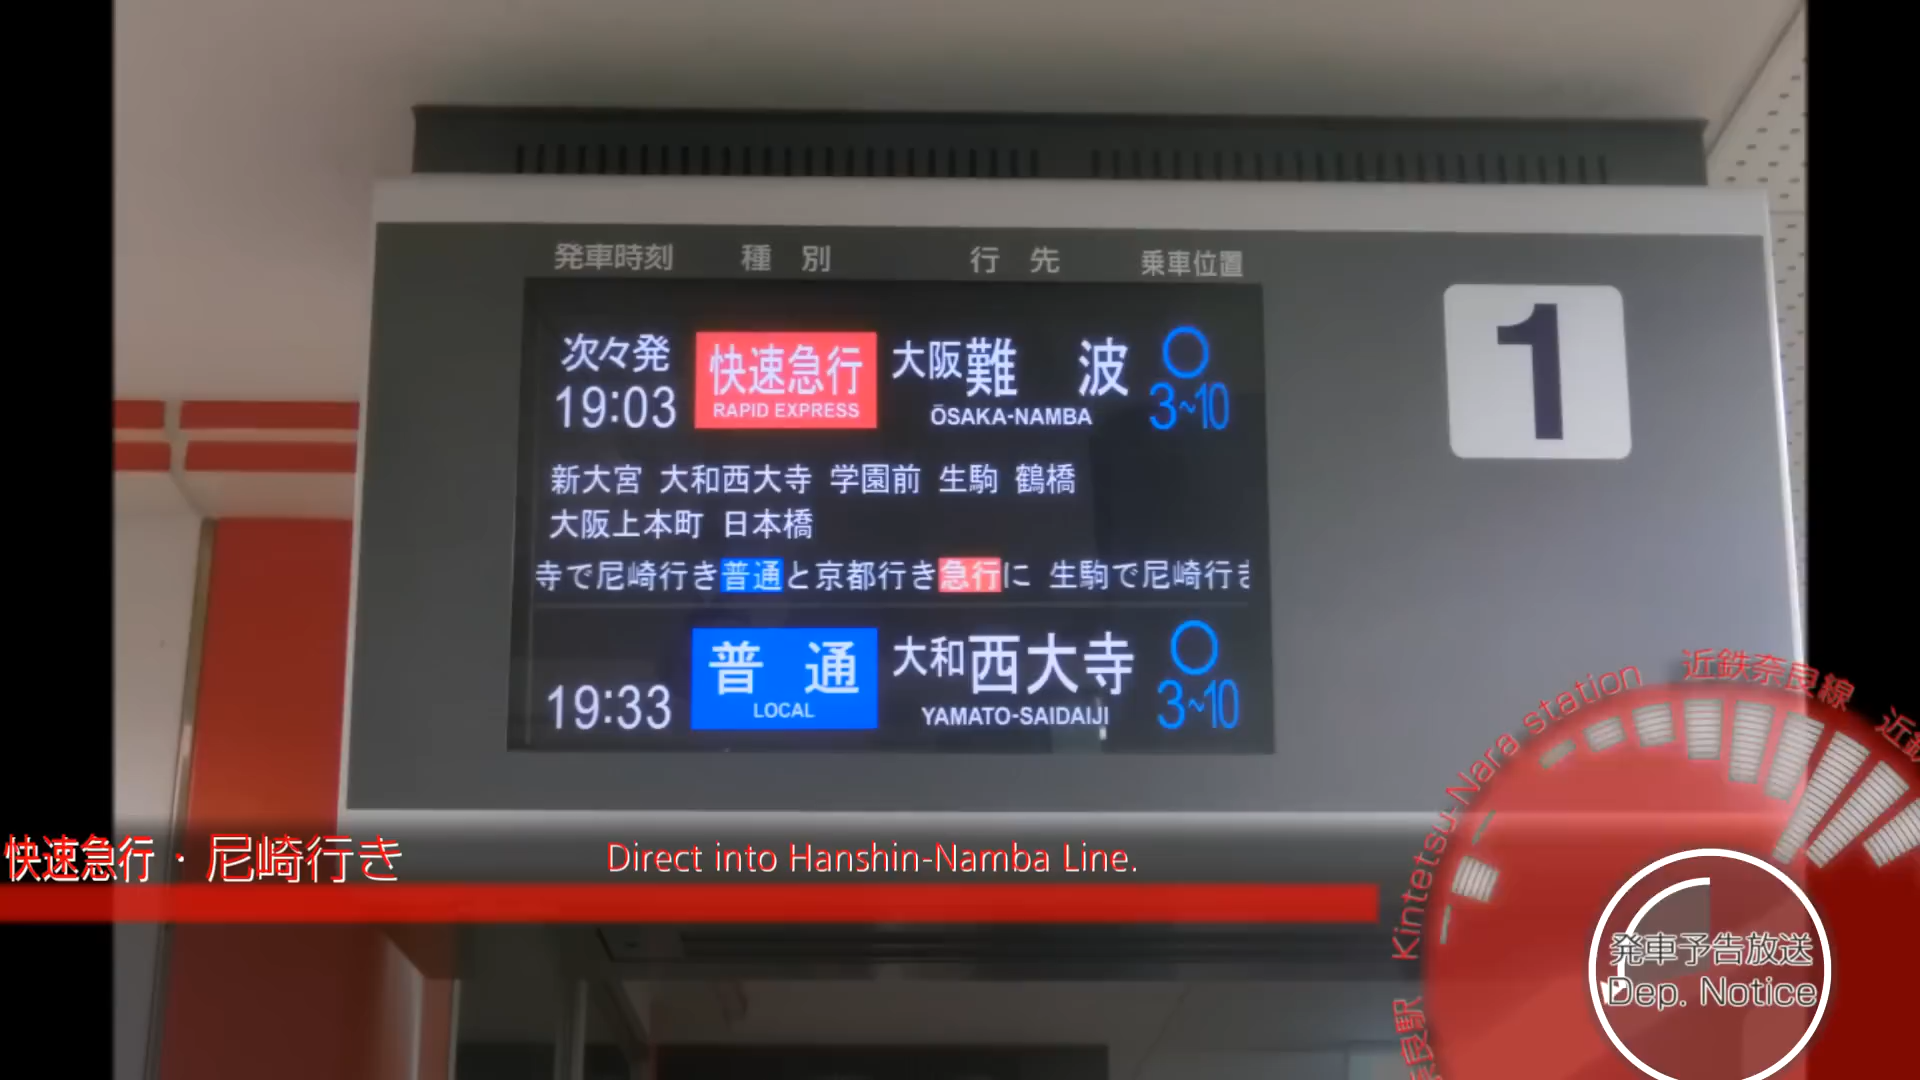 発車時刻 種別 行先 乗車位置
次々発 快速急行 大阪難波 ○
19:03 RAPID EXPRESS ŌSAKA-NAMBA 3~10
新大宮 大和西大寺 学園前 生駒 鶴橋
大阪上本町 日本橋
寺で尼崎行き普通と京都行き急行に 生駒で尼崎行き
普通 大和西大寺 ○
19:33 LOCAL YAMATO-SAIDAIJI 3~10
1
快速急行・尼崎行き
Direct into Hanshin-Namba Line.
Kintetsu-Nara station 近鉄奈良線 近鉄
良駅
発車予告放送
Dep. Notice